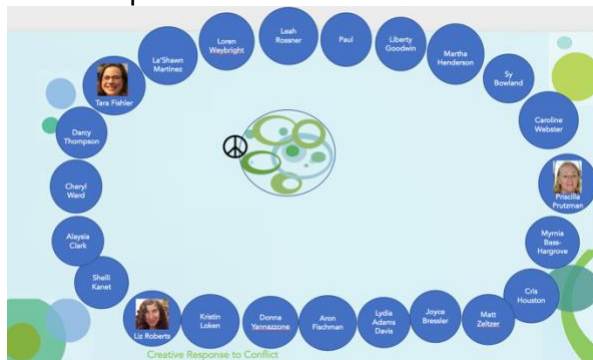 Leah
Rossner
Paul
Liberty
Goodwin
Martha
Henderson
Sy
Bowland
Caroline
Webster
Priscilla
Prutzman
Myrnia
Bass-
Hargrove
Cris
Houston
Matt
Zeltzer
Joyce
Bressler
Lydia
Adams
Davis
Aron
Fischman
Donna
Yannazzone
Kristin
Loken
Liz Roberts
Shelli
Kanet
Alaysia
Clark
Cheryl
Ward
Darcy
Thompson
Tara Fishler
La'Shawn
Martinez
Loren
Weybright
Creative Response to Conflict